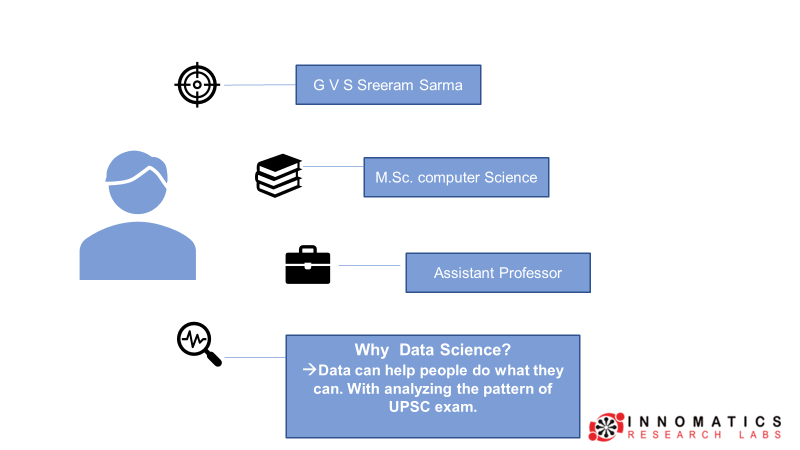 G V S Sreeram Sarma
M.Sc. computer Science
Assistant Professor
Why  Data Science?
→Data can help people do what they
can. With analyzing the pattern of
UPSC exam.
INNOMATICS
RESEARCH LABS